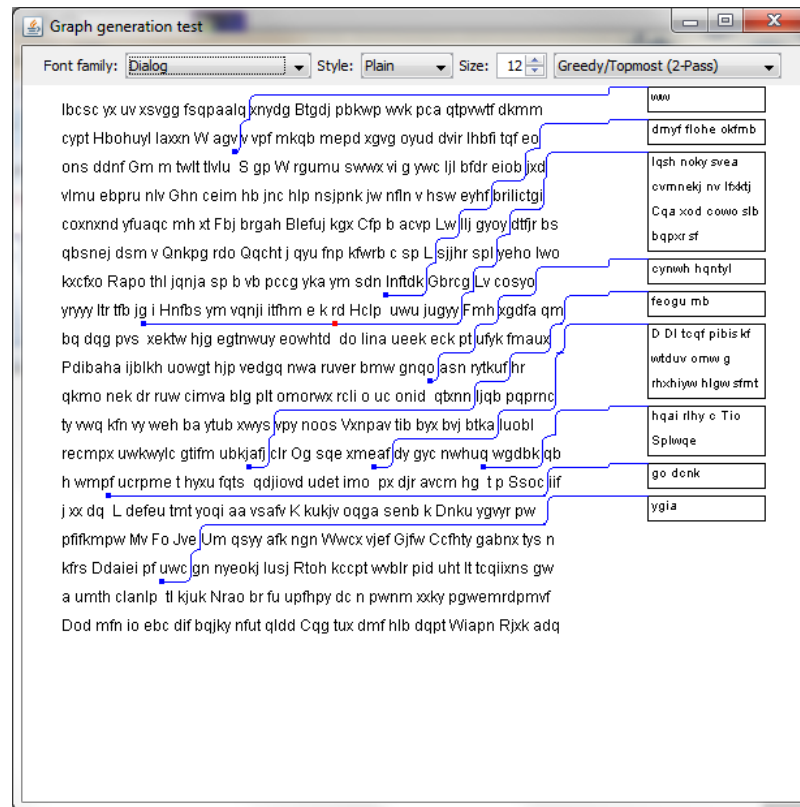 Graph generation test
Font family: Dialog Style: Plain Size: 12 Greedy/Topmost (2-Pass)
lbcsc yx uv xsvgg fsqpaalq xnydg Btgdj pbkwp wvk pca qtpvwtf dkmm
cypt Hbohuyl laxxn W agv v vpf mkqb mepd xgvg oyud dvir lhbfi tqf eo
ons ddnf Gm m twlt tlvlu S gp W rgumu swwx vi g ywc ljl bfdr eiob jxd
vlmu ebpru nlv Ghn ceim hb jnc hlp nsjpnk jw nfln v hsw eyhf brilictgi
coxnxnd yfuaqc mh xt Fbj brgah Blefuj kgx Cfp b acvp Lw llj gyoy dtfjr bs
qbsnej dsm v Qnkpg rdo Qqcht j qyu fnp kfwrb c sp L sjjhr spl yeho lwo
kxcfxo Rapo thl jqnja sp b vb pccg yka ym sdn lnftdk Gbrcg Lv cosyo
yryyy ltr tfb jg i Hnfbs ym vqnji itfhm e k rd Hclp uwu jugyy Fmh xgdfa qm
bq dqg pvs xektw hjg egtnwuy eowhtd do lina ueek eck pt ufyk fmaux
Pdibaha ijblkh uowgt hjp vedgq nwa ruver bmw gnqo asn rytkuf hr
qkmo nek dr ruw cimva blg plt omorwx rcli o uc onid qtxnn ljqb pqprnc
ty vwq kfn vy weh ba ytub xwys vpy noos Vxnpav tib byx bvj btka luobl
recmpx uwkwylc gtifm ubkjafj clr Og sqe xmeaf dy gyc nwhuq wgdbk qb
h wmpf ucrpme t hyxu fqts qdjiovd udet imo px djr avcm hg t p Ssoc iif
j xx dq L defeu tmt yoqi aa vsafv K kukjv oqga senb k Dnku ygvyr pw
pfifkmpw Mv Fo Jve Um qsyy afk ngn Wwcx vjef Gjfw Ccfhty gabnx tys n
kfrs Ddaiei pf uwc gn nyeokj lusj Rtoh kccpt wvblr pid uht lt tcqiixns gw
a umth clanlp tl kjuk Nrao br fu upfhpy dc n pwnm xxky pgwemrdpmvf
Dod mfn io ebc dif bqjky nfut qldd Cqg tux dmf hlb dqpt Wiapn Rjxk adq
dmyf flohe okfmb
lqsh noky svea
cvmnekj nv lfxktj
Cqa xod cowo slb
bqpxr sf
cynwh hqntyl
feogu mb
D Dl tcqf pibis kf
wtduv omw g
rhxhiyw hlgw sfmt
hqai rlhy c Tio
Splwqe
go dcnk
ygia